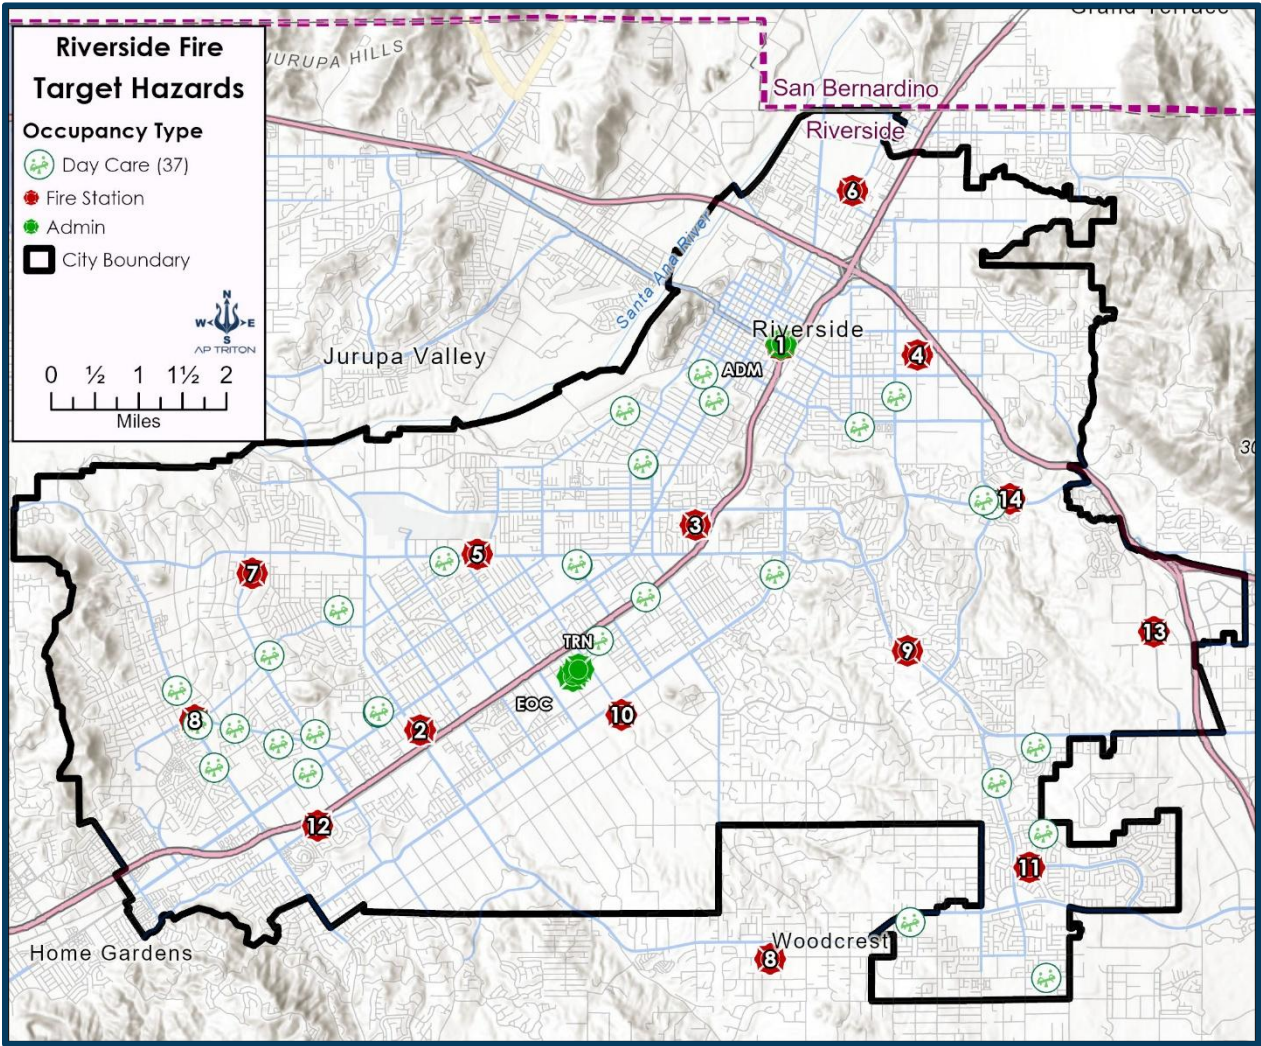 Grand Terrace
Riverside Fire
Target Hazards
Occupancy Type
Day Care (37)
Fire Station
Admin
City Boundary
N
W E
S
AP TRITON
0 ½ 1 1½ 2
Miles
JURUPA HILLS
San Bernardino
Riverside
6
Santa Ana River
Riverside
1
Jurupa Valley
ADM
4
14
3
5
7
TRN
13
9
EOC
10
8
2
12
11
Woodcrest
8
Home Gardens